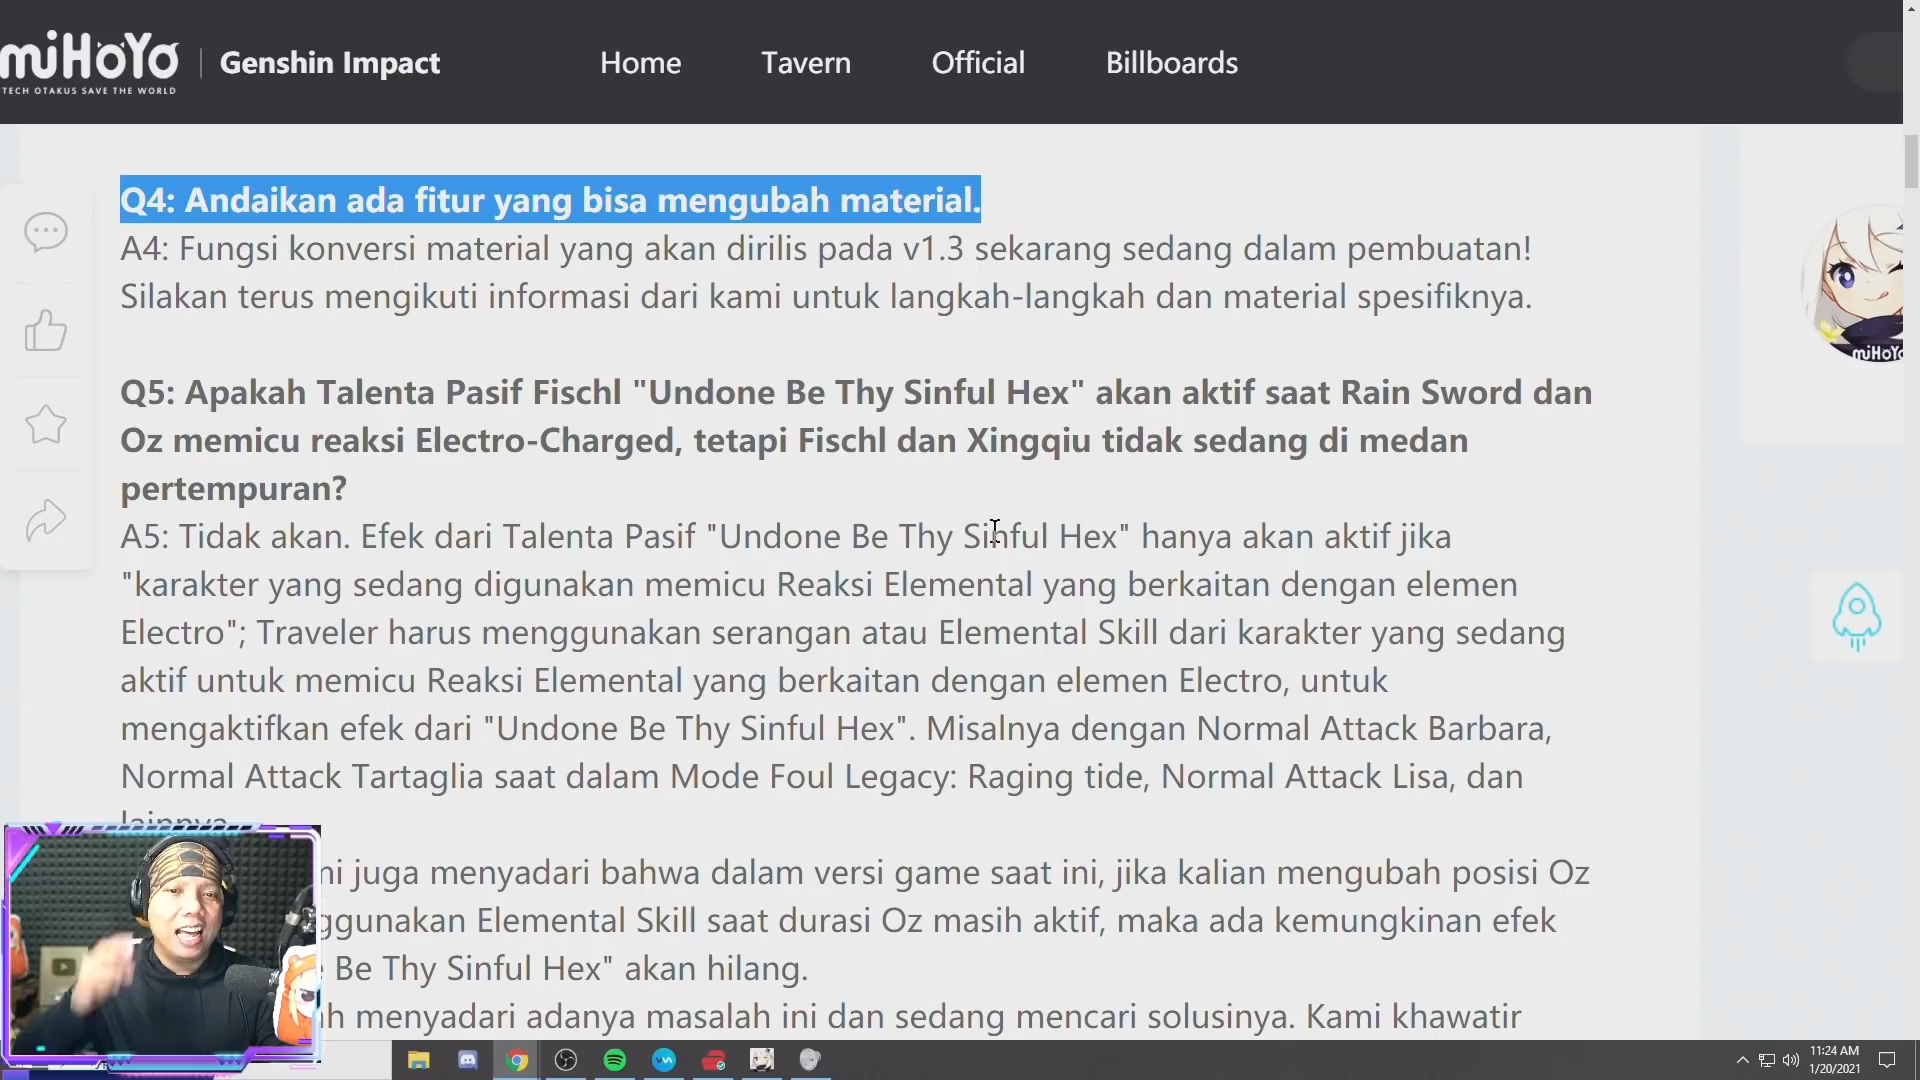 miHoYo
TECH OTAKUS SAVE THE WORLD
Genshin Impact
Home
Tavern
Official
Billboards
Q4: Andaikan ada fitur yang bisa mengubah material.
A4: Fungsi konversi material yang akan dirilis pada v1.3 sekarang sedang dalam pembuatan!
Silakan terus mengikuti informasi dari kami untuk langkah-langkah dan material spesifiknya.
Q5: Apakah Talenta Pasif Fischl "Undone Be Thy Sinful Hex" akan aktif saat Rain Sword dan
Oz memicu reaksi Electro-Charged, tetapi Fischl dan Xingqiu tidak sedang di medan
pertempuran?
A5: Tidak akan. Efek dari Talenta Pasif "Undone Be Thy Sinful Hex" hanya akan aktif jika
"karakter yang sedang digunakan memicu Reaksi Elemental yang berkaitan dengan elemen
Electro"; Traveler harus menggunakan serangan atau Elemental Skill dari karakter yang sedang
aktif untuk memicu Reaksi Elemental yang berkaitan dengan elemen Electro, untuk
mengaktifkan efek dari "Undone Be Thy Sinful Hex". Misalnya dengan Normal Attack Barbara,
Normal Attack Tartaglia saat dalam Mode Foul Legacy: Raging tide, Normal Attack Lisa, dan
lainnya.
juga menyadari bahwa dalam versi game saat ini, jika kalian mengubah posisi Oz
Elemental Skill saat durasi Oz masih aktif, maka ada kemungkinan efek
Be Thy Sinful Hex" akan hilang.
menyadari adanya masalah ini dan sedang mencari solusinya. Kami khawatir
miHoYo
11:24 AM
1/20/2021